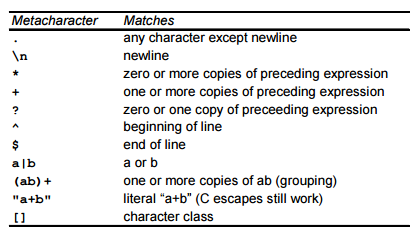 Metacharacter Matches
. any character except newline
\n newline
* zero or more copies of preceding expression
+ one or more copies of preceding expression
? zero or one copy of preceeding expression
^ beginning of line
$ end of line
a|b a or b
(ab)+ one or more copies of ab (grouping)
"a+b" literal “a+b” (C escapes still work)
[] character class